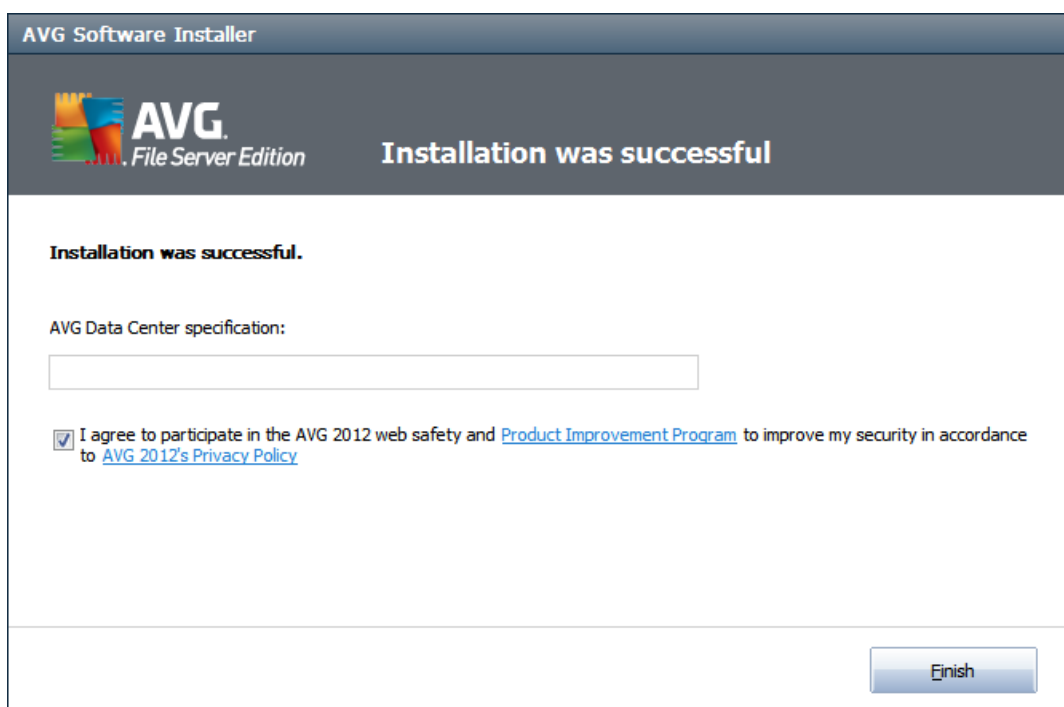 AVG Software Installer
AVG.
File Server Edition
Installation was successful
Installation was successful.
AVG Data Center specification:
I agree to participate in the AVG 2012 web safety and Product Improvement Program to improve my security in accordance
to AVG 2012's Privacy Policy
Finish